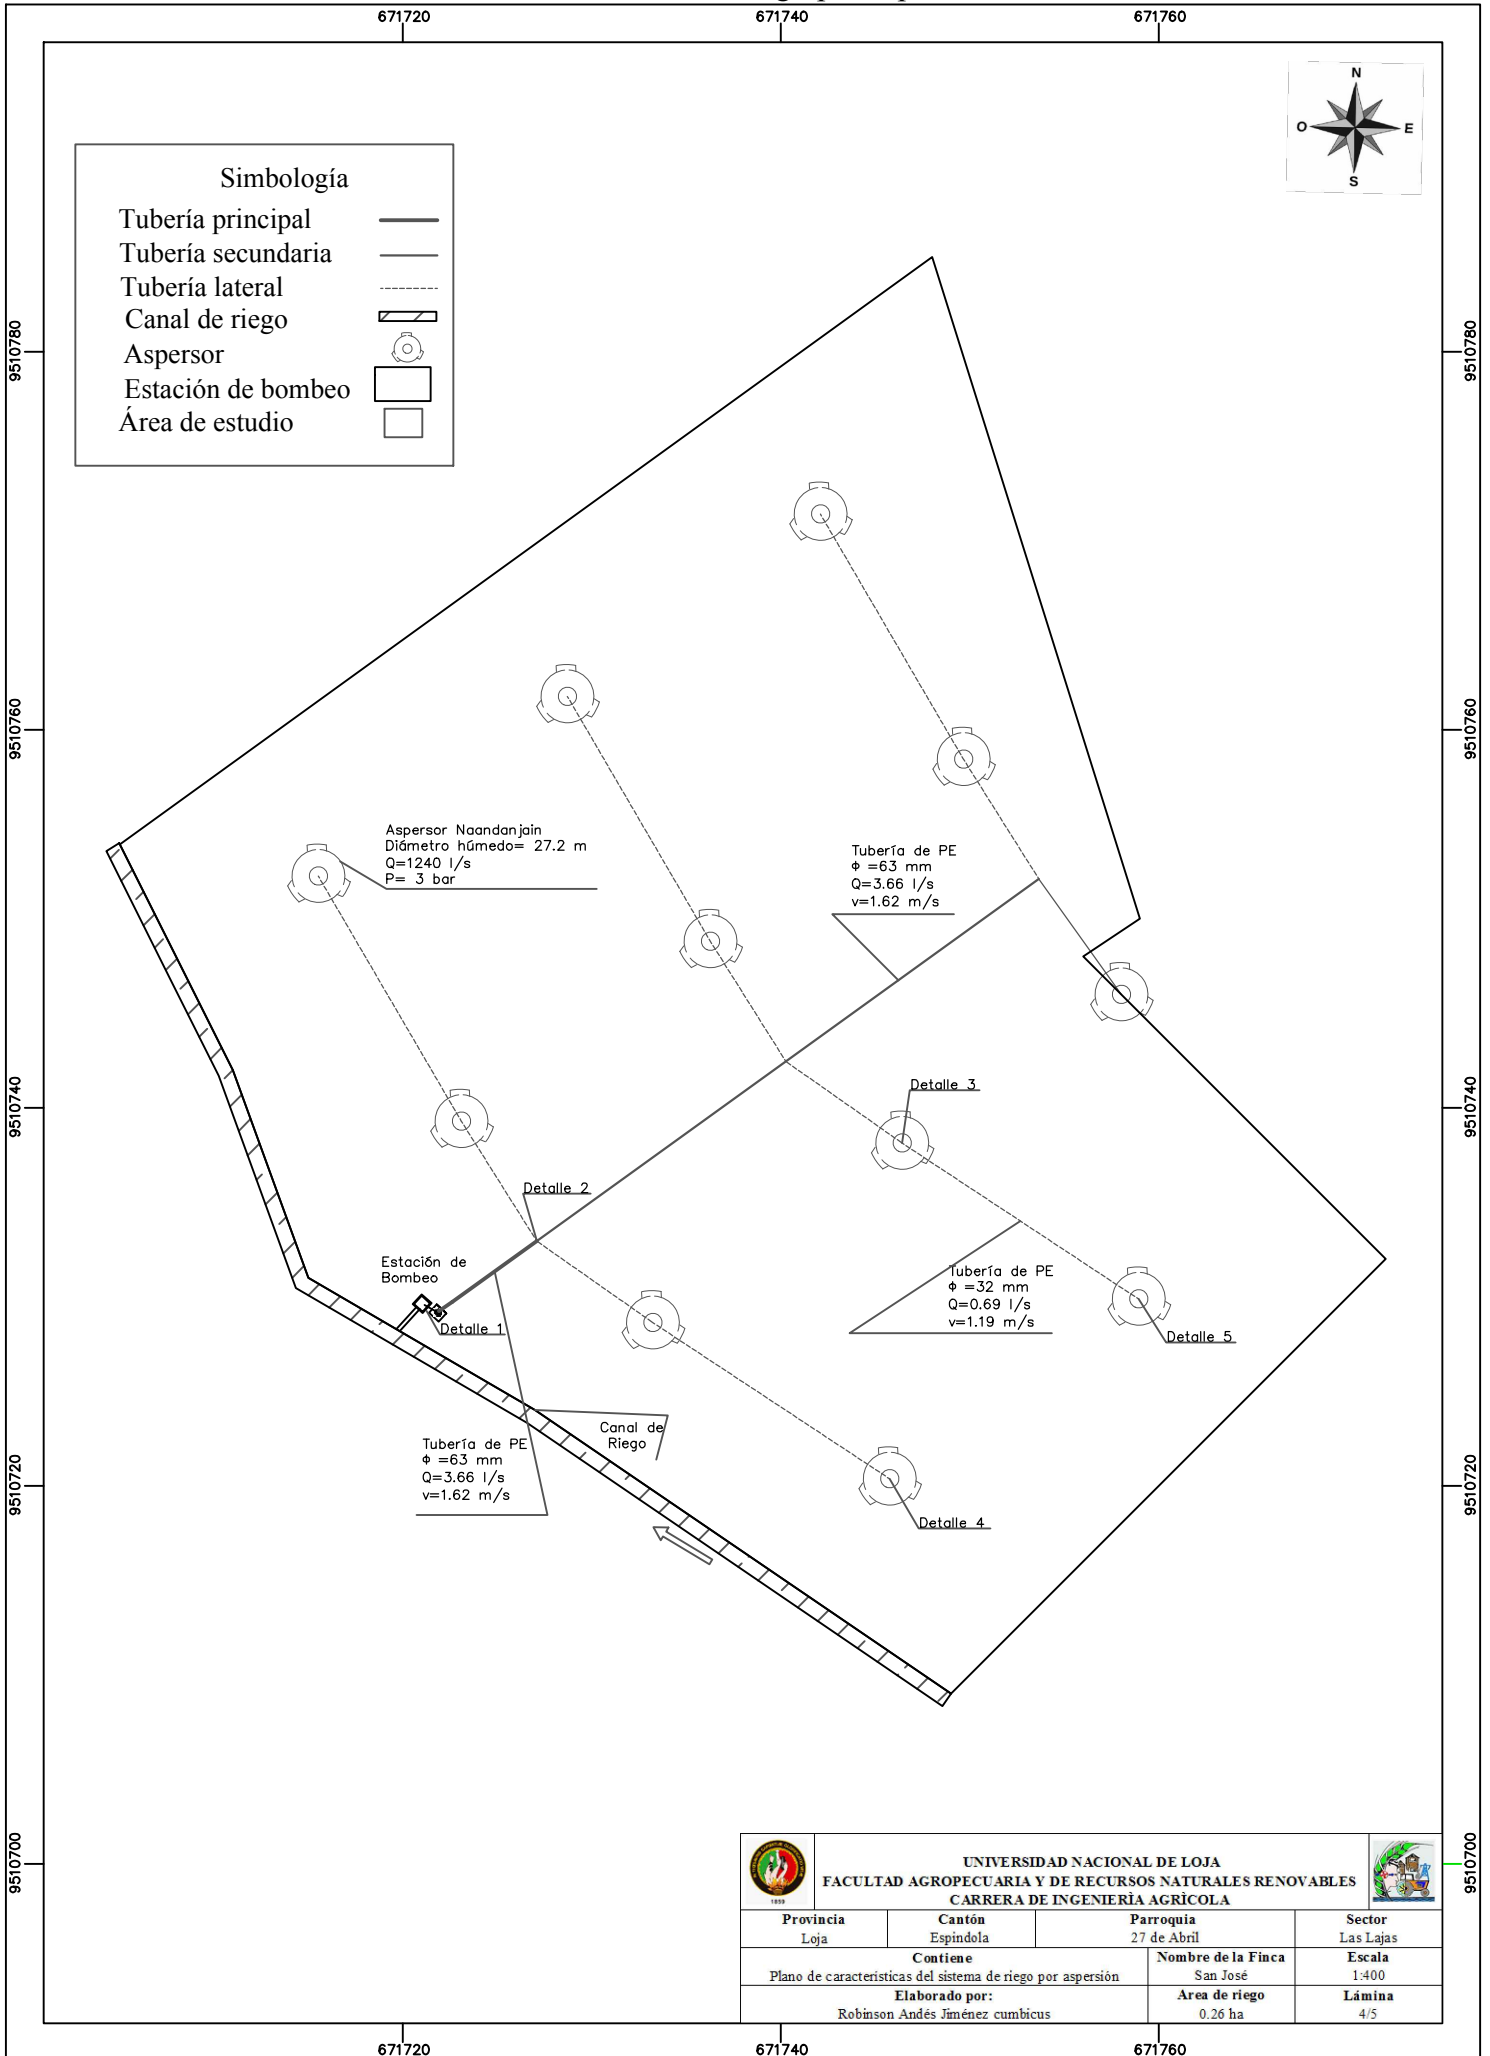 671720
671740
671760
N
O
E
S
Simbología
Tubería principal
Tubería secundaria
Tubería lateral
Canal de riego
Aspersor
Estación de bombeo
Área de estudio
9510780
9510780
9510760
9510760
Aspersor Naandanjain
Diámetro húmedo= 27.2 m
Q=1240 l/s
P= 3 bar
Tubería de PE
Φ =63 mm
Q=3.66 l/s
v=1.62 m/s
9510740
9510740
Detalle 3
Detalle 2
Estación de
Bombeo
Detalle 1
Tubería de PE
Φ =32 mm
Q=0.69 l/s
v=1.19 m/s
Detalle 5
Canal de
Riego
Tubería de PE
Φ =63 mm
Q=3.66 l/s
v=1.62 m/s
9510720
9510720
Detalle 4
9510700
9510700
1859
UNIVERSIDAD NACIONAL DE LOJA
FACULTAD AGROPECUARIA Y DE RECURSOS NATURALES RENOVABLES
CARRERA DE INGENIERÌA AGRÌCOLA
Provincia
Loja
Cantón
Espindola
Parroquia
27 de Abril
Sector
Las Lajas
Contiene
Plano de caracteristicas del sistema de riego por aspersión
Nombre de la Finca
San José
Escala
1:400
Elaborado por:
Robinson Andés Jiménez cumbicus
Area de riego
0.26 ha
Lámina
4/5
671720
671740
671760